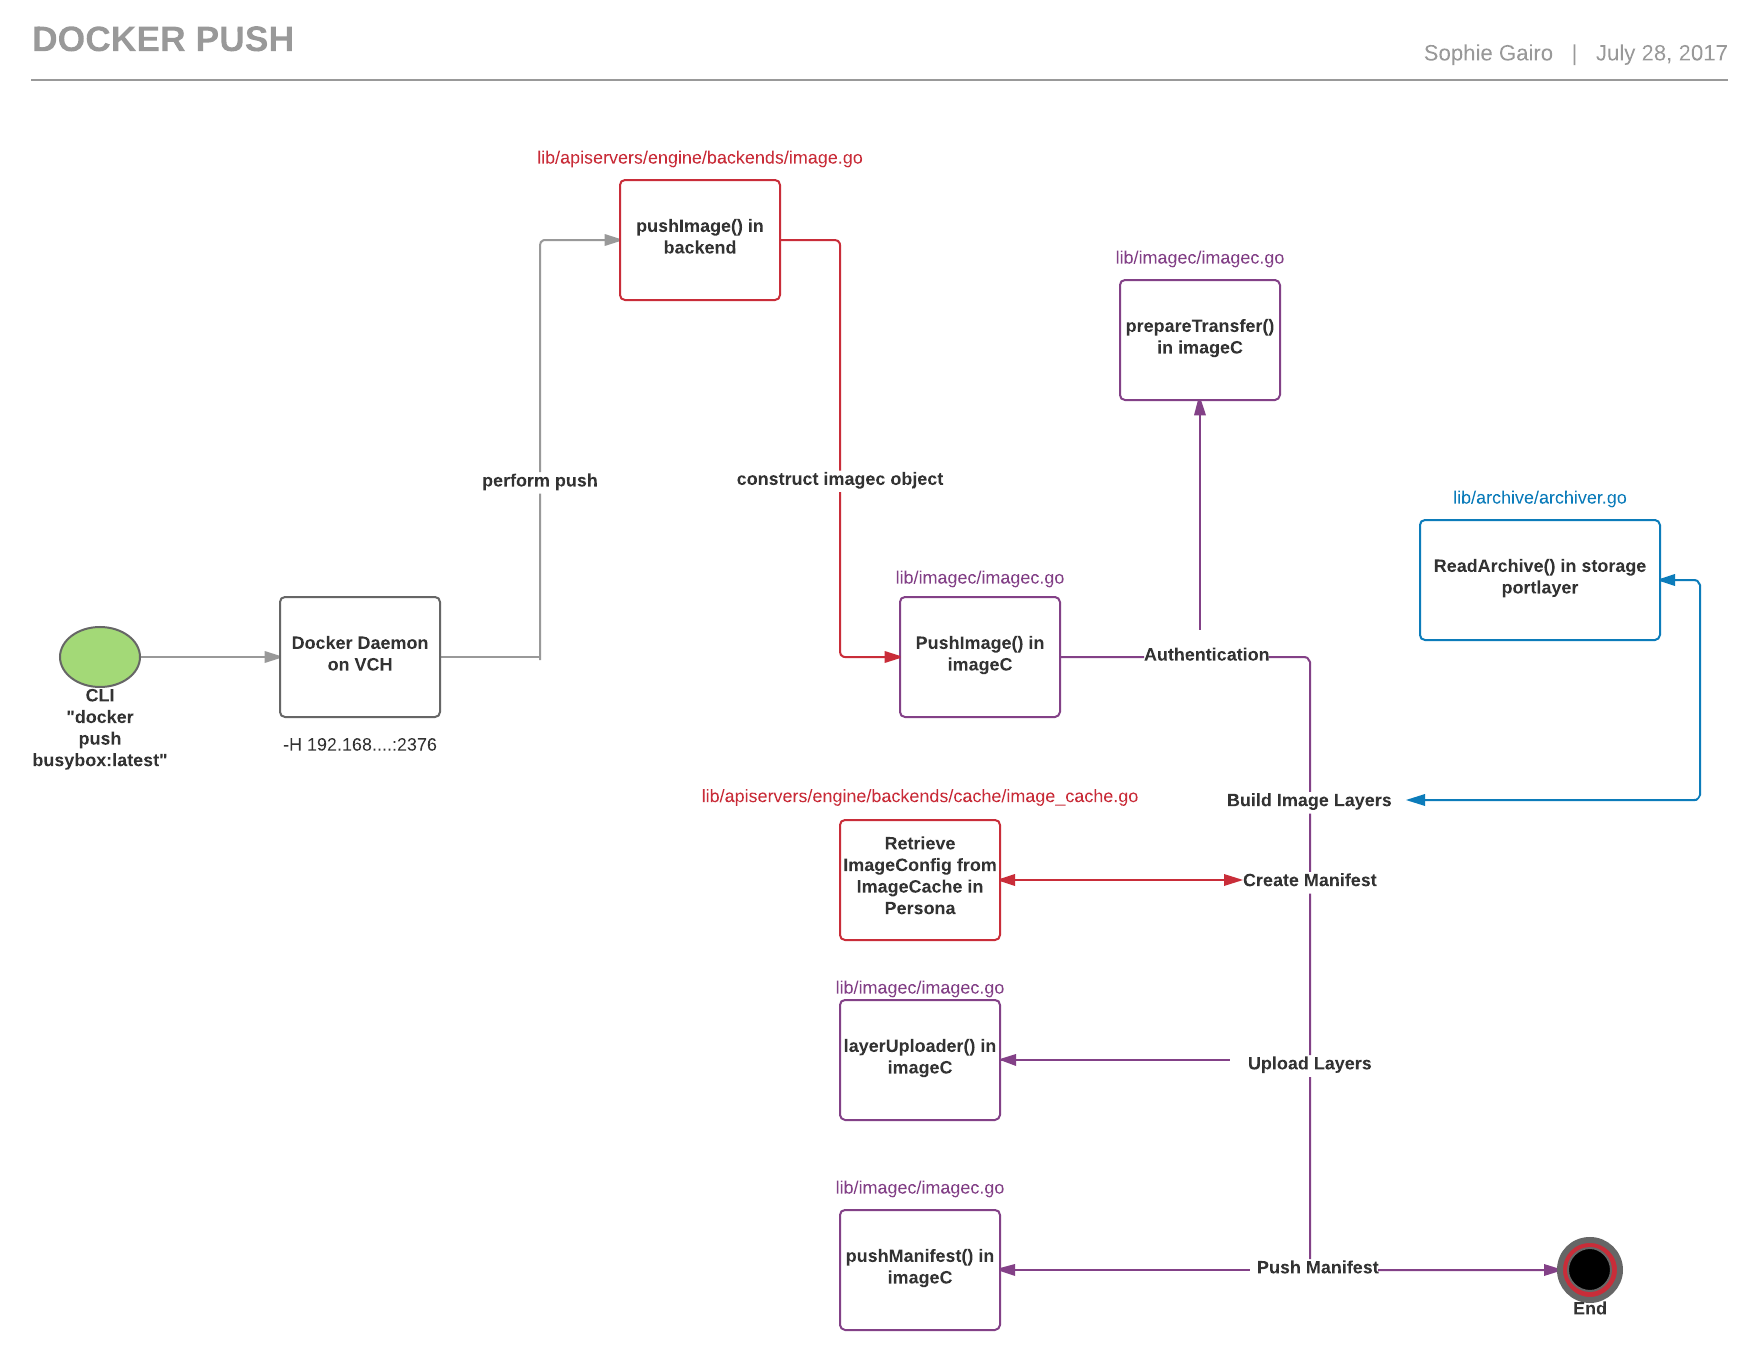 DOCKER PUSH
Sophie Gairo | July 28, 2017
lib/apiservers/engine/backends/image.go
pushImage() in
backend
lib/imagec/imagec.go
prepareTransfer()
in imageC
perform push
construct imagec object
lib/archive/archiver.go
ReadArchive() in storage
portlayer
lib/imagec/imagec.go
PushImage() in
imageC
Authentication
Docker Daemon
on VCH
-H 192.168....:2376
CLI
"docker
push
busybox:latest"
lib/apiservers/engine/backends/cache/image_cache.go
Build Image Layers
Retrieve
ImageConfig from
ImageCache in
Persona
Create Manifest
lib/imagec/imagec.go
layerUploader() in
imageC
Upload Layers
lib/imagec/imagec.go
pushManifest() in
imageC
Push Manifest
End